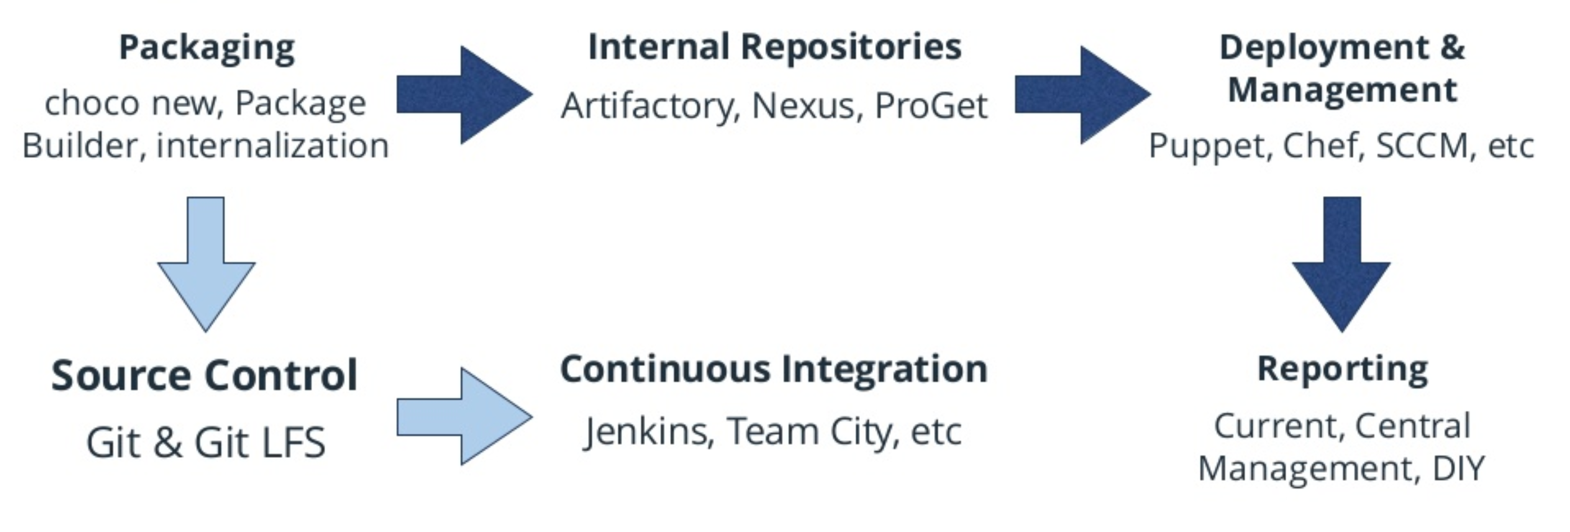 Packaging
choco new, Package
Builder, internalization
Internal Repositories
Artifactory, Nexus, ProGet
Deployment &
Management
Puppet, Chef, SCCM, etc
Source Control
Git & Git LFS
Continuous Integration
Jenkins, Team City, etc
Reporting
Current, Central
Management, DIY